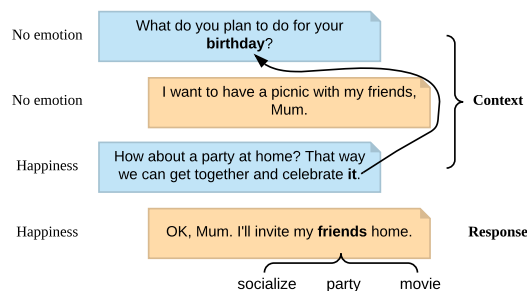 No emotion
What do you plan to do for your
birthday?
No emotion
I want to have a picnic with my friends,
Mum.
Context
Happiness
How about a party at home? That way
we can get together and celebrate it.
Happiness
OK, Mum. I'll invite my friends home.
Response
socialize party movie